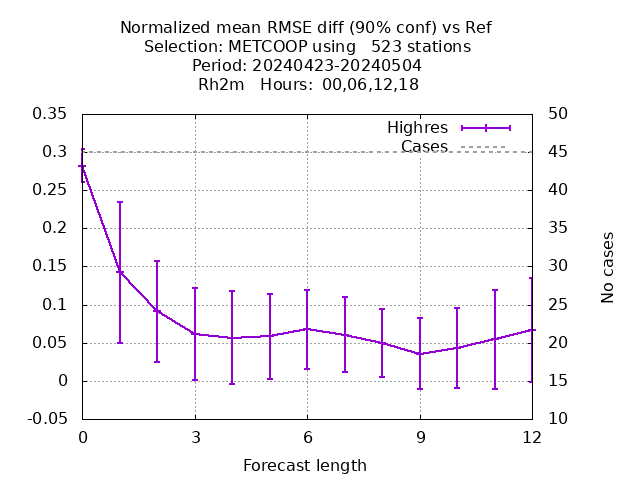 Normalized mean RMSE diff (90% conf) vs Ref
Selection: METCOOP using   523 stations
Period: 20240423-20240504
Rh2m   Hours:  00,06,12,18
0.35
0.3
0.25
0.2
0.15
0.1
0.05
0
-0.05
Highres
Cases
50
45
40
35
30
25
20
15
10
No cases
0 3 6 9 12
Forecast length